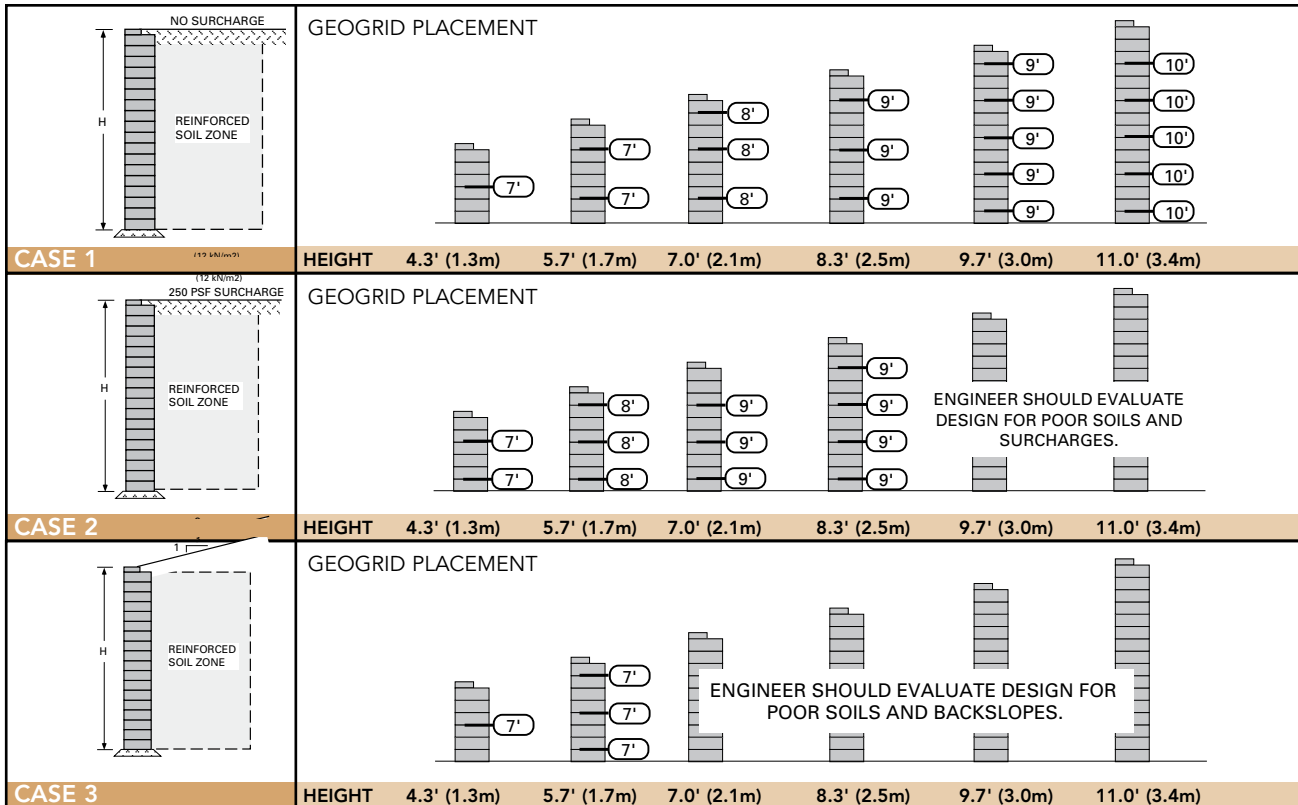 NO SURCHARGE
H
REINFORCED
SOIL ZONE
CASE 1
(12 kN/m2)
GEOGRID PLACEMENT
7'
7'
7'
8'
8'
8'
9'
9'
9'
9'
9'
9'
9'
9'
10'
10'
10'
10'
10'
HEIGHT 4.3' (1.3m) 5.7' (1.7m) 7.0' (2.1m) 8.3' (2.5m) 9.7' (3.0m) 11.0' (3.4m)
(12 kN/m2)
250 PSF SURCHARGE
H
REINFORCED
SOIL ZONE
CASE 2
GEOGRID PLACEMENT
7'
7'
8'
8'
8'
9'
9'
9'
9'
9'
9'
9'
ENGINEER SHOULD EVALUATE
DESIGN FOR POOR SOILS AND
SURCHARGES.
HEIGHT 4.3' (1.3m) 5.7' (1.7m) 7.0' (2.1m) 8.3' (2.5m) 9.7' (3.0m) 11.0' (3.4m)
1
H
REINFORCED
SOIL ZONE
CASE 3
GEOGRID PLACEMENT
7'
7'
7'
7'
ENGINEER SHOULD EVALUATE DESIGN FOR
POOR SOILS AND BACKSLOPES.
HEIGHT 4.3' (1.3m) 5.7' (1.7m) 7.0' (2.1m) 8.3' (2.5m) 9.7' (3.0m) 11.0' (3.4m)